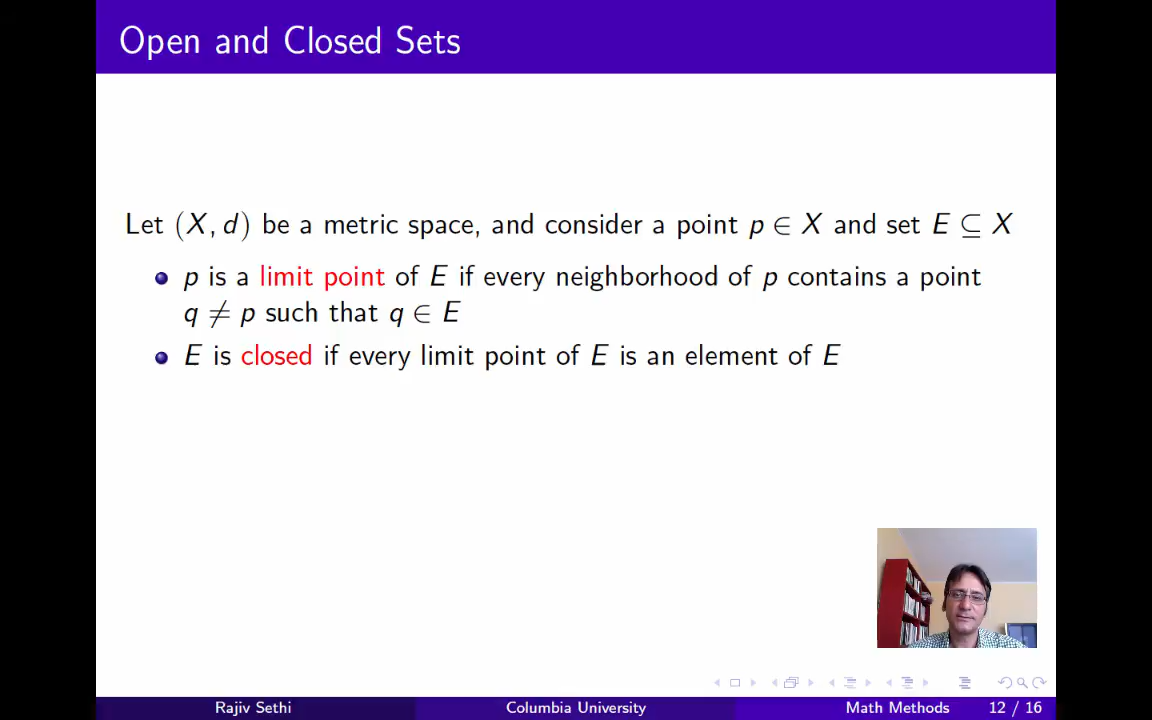 Open and Closed Sets
Let (X, d) be a metric space, and consider a point p ∈ X and set E ⊆ X
p is a limit point of E if every neighborhood of p contains a point
q ≠ p such that q ∈ E
E is closed if every limit point of E is an element of E
Rajiv Sethi
Columbia University
Math Methods
12 / 16